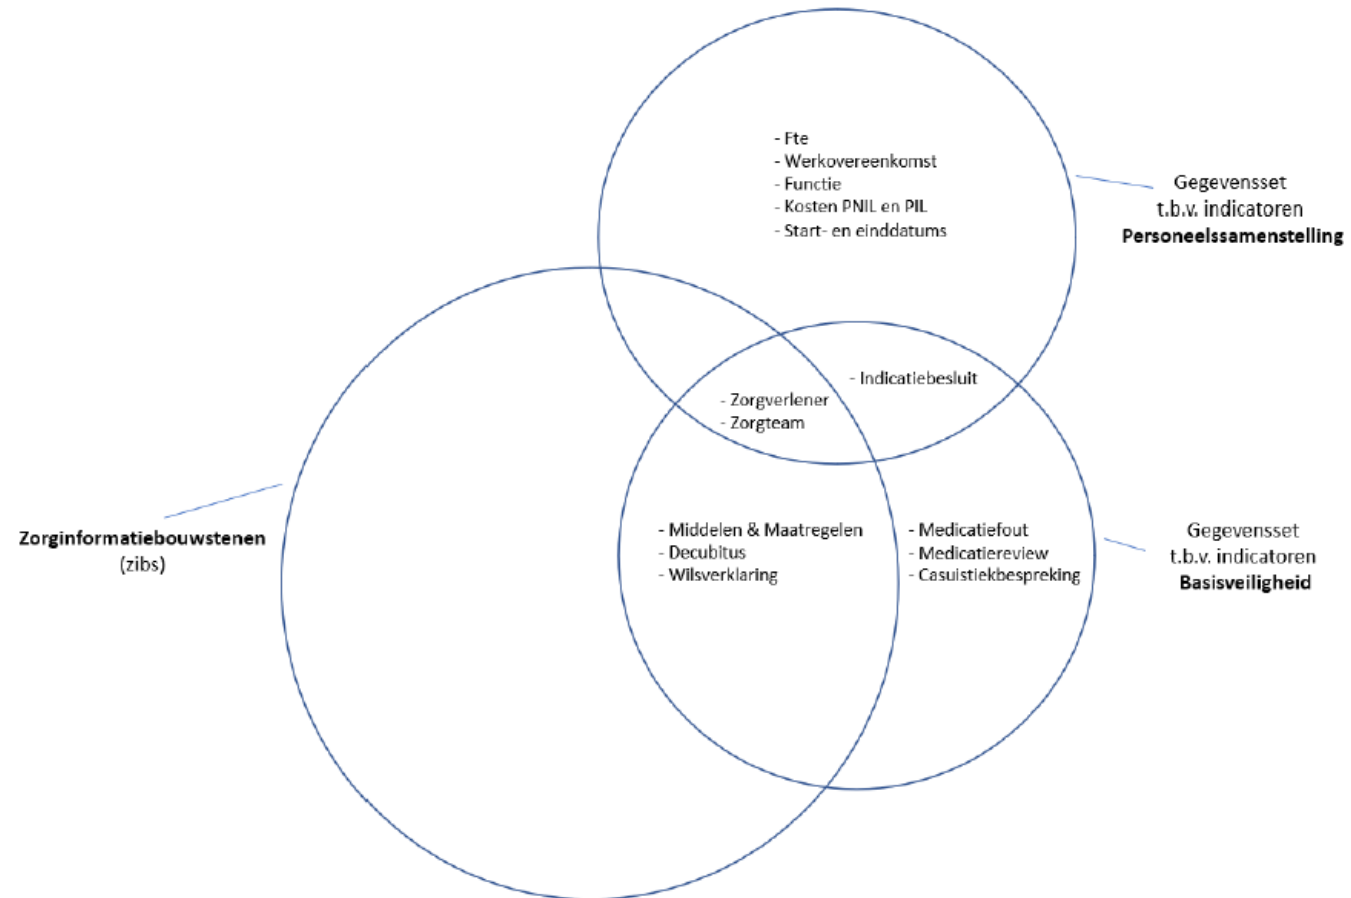 - Fte
- Werkovereenkomst
- Functie
- Kosten PNIL en PIL
- Start- en einddatums
Gegevensset
t.b.v. indicatoren
Personeelssamenstelling
- Indicatiebesluit
- Zorgverlener
- Zorgteam
Zorginformatiebouwstenen
(zibs)
- Middelen & Maatregelen
- Decubitus
- Wilsverklaring
- Medicatiefout
- Medicatiereview
- Casuistiekbespreking
Gegevensset
t.b.v. indicatoren
Basisveiligheid